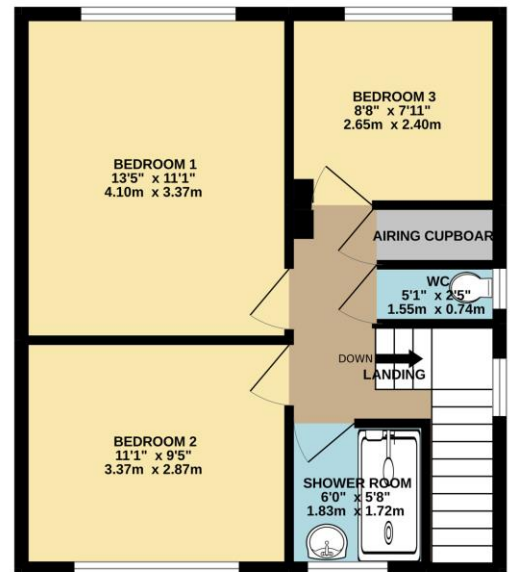 BEDROOM 1
13'5" x 11'1"
4.10m x 3.37m
BEDROOM 3
8'8" x 7'11"
2.65m x 2.40m
AIRING CUPBOAR
WC
5'1" x 2'5"
1.55m x 0.74m
DOWN
LANDING
BEDROOM 2
11'1" x 9'5"
3.37m x 2.87m
SHOWER ROOM
6'0" x 5'8"
1.83m x 1.72m